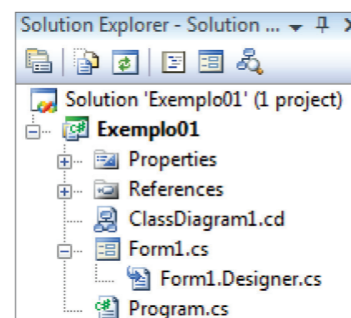 Solution Explorer - Solution ...
Solution 'Exemplo01' (1 project)
Exemplo01
Properties
References
ClassDiagram1.cd
Form1.cs
Form1.Designer.cs
Program.cs